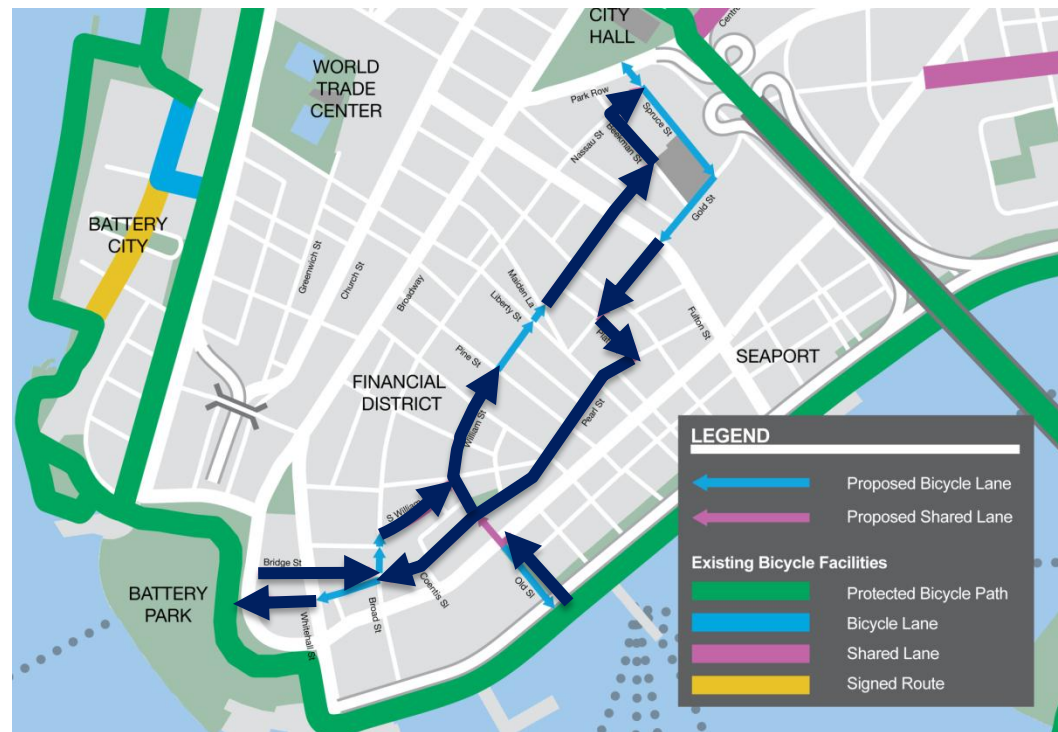 CITY
HALL
Centre
WORLD
TRADE
CENTER
Park Row
Spruce St
Beekman St
Nassau St
Gold St
BATTERY
CITY
Greenwich St
Church St
Broadway
Maiden La
Liberty St
Fulton St
Pine St
SEAPORT
FINANCIAL
DISTRICT
William St
Pearl St
S William
Bridge St
Coentis St
Old St
BATTERY
PARK
Broad St
Whitehall St
LEGEND
Proposed Bicycle Lane
Proposed Shared Lane
Existing Bicycle Facilities
Protected Bicycle Path
Bicycle Lane
Shared Lane
Signed Route